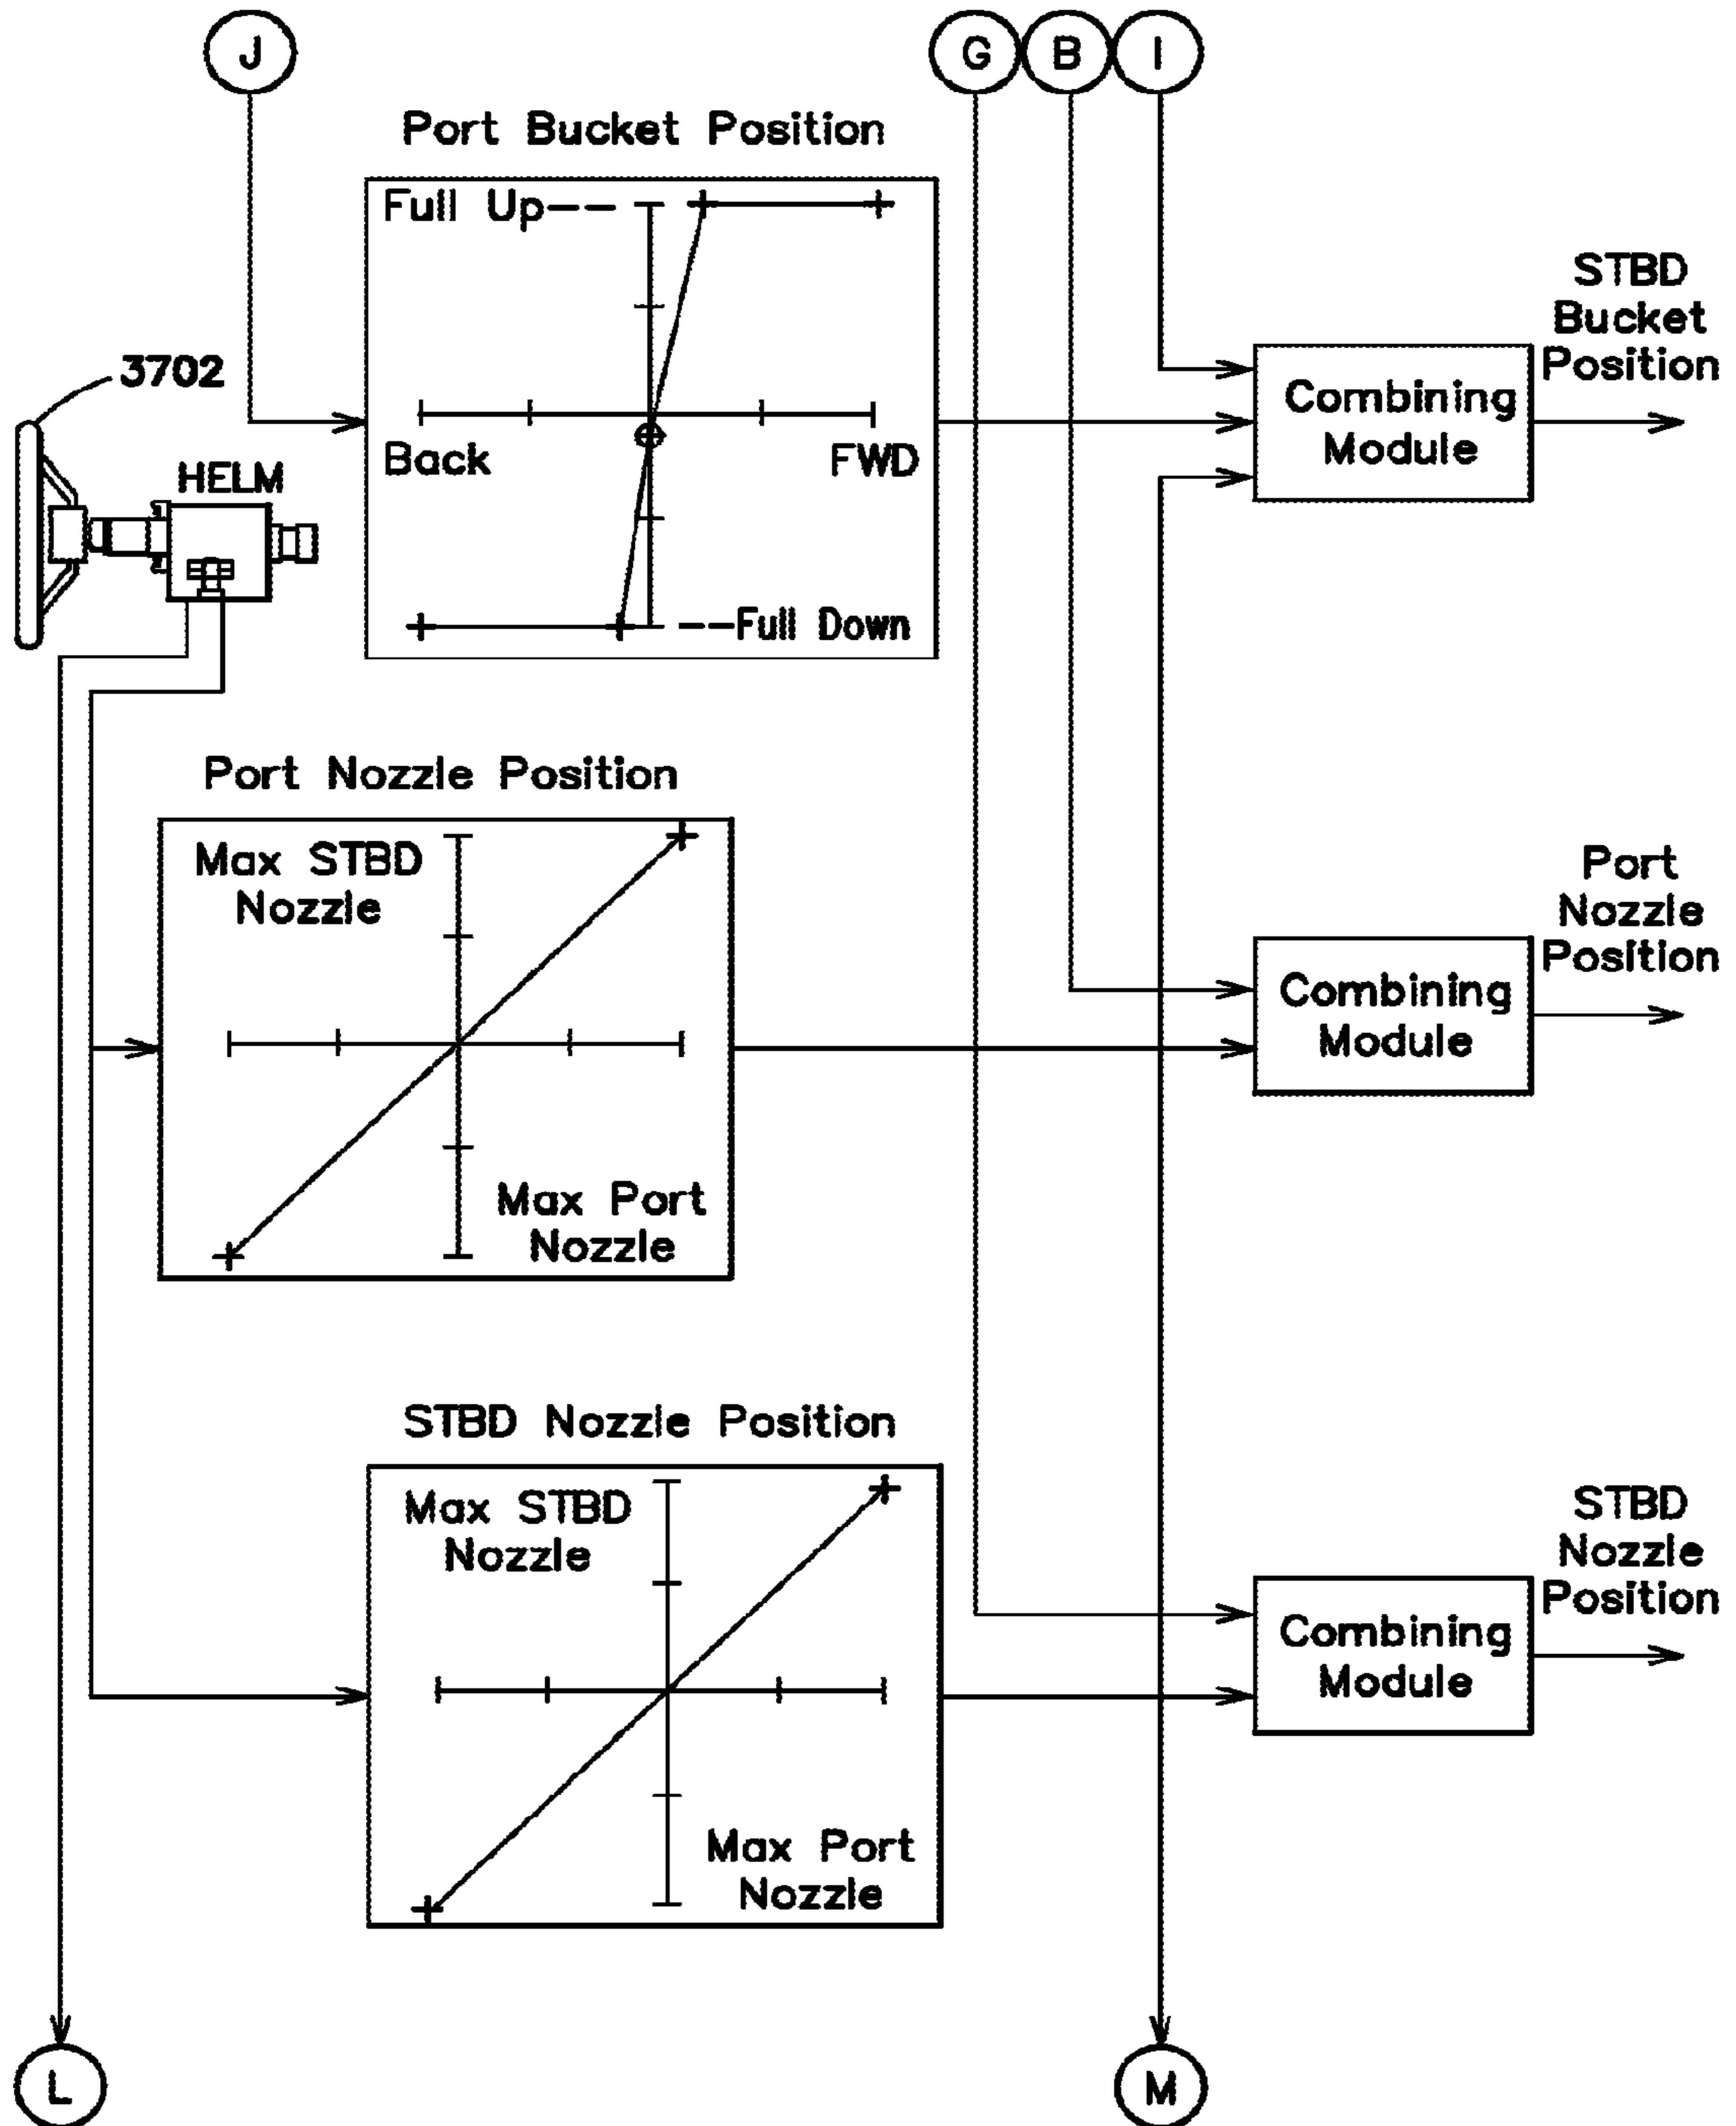 J
G
B
I
Port Bucket Position
Full Up--
Back
FWD
--Full Down
STBD
Bucket
Position
Combining
Module
3702
HELM
Port Nozzle Position
Max STBD
Nozzle
Max Port
Nozzle
Port
Nozzle
Position
Combining
Module
STBD Nozzle Position
Max STBD
Nozzle
Max Port
Nozzle
STBD
Nozzle
Position
Combining
Module
L
M